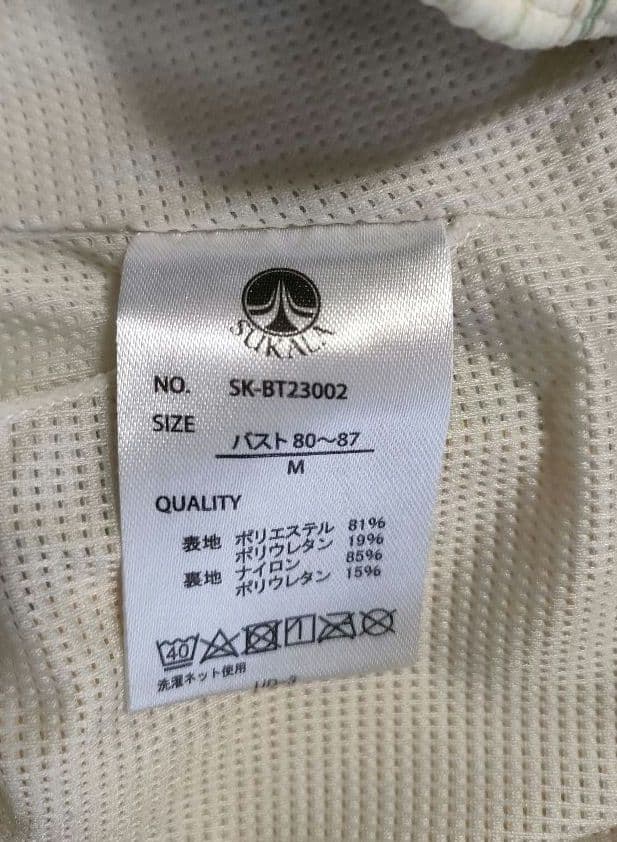 SUKALA
NO. SK-BT23002
SIZE
バスト 80～87
M
QUALITY
表地 ポリエステル 81%
ポリウレタン 19%
裏地 ナイロン 85%
ポリウレタン 15%
40
洗濯ネット使用